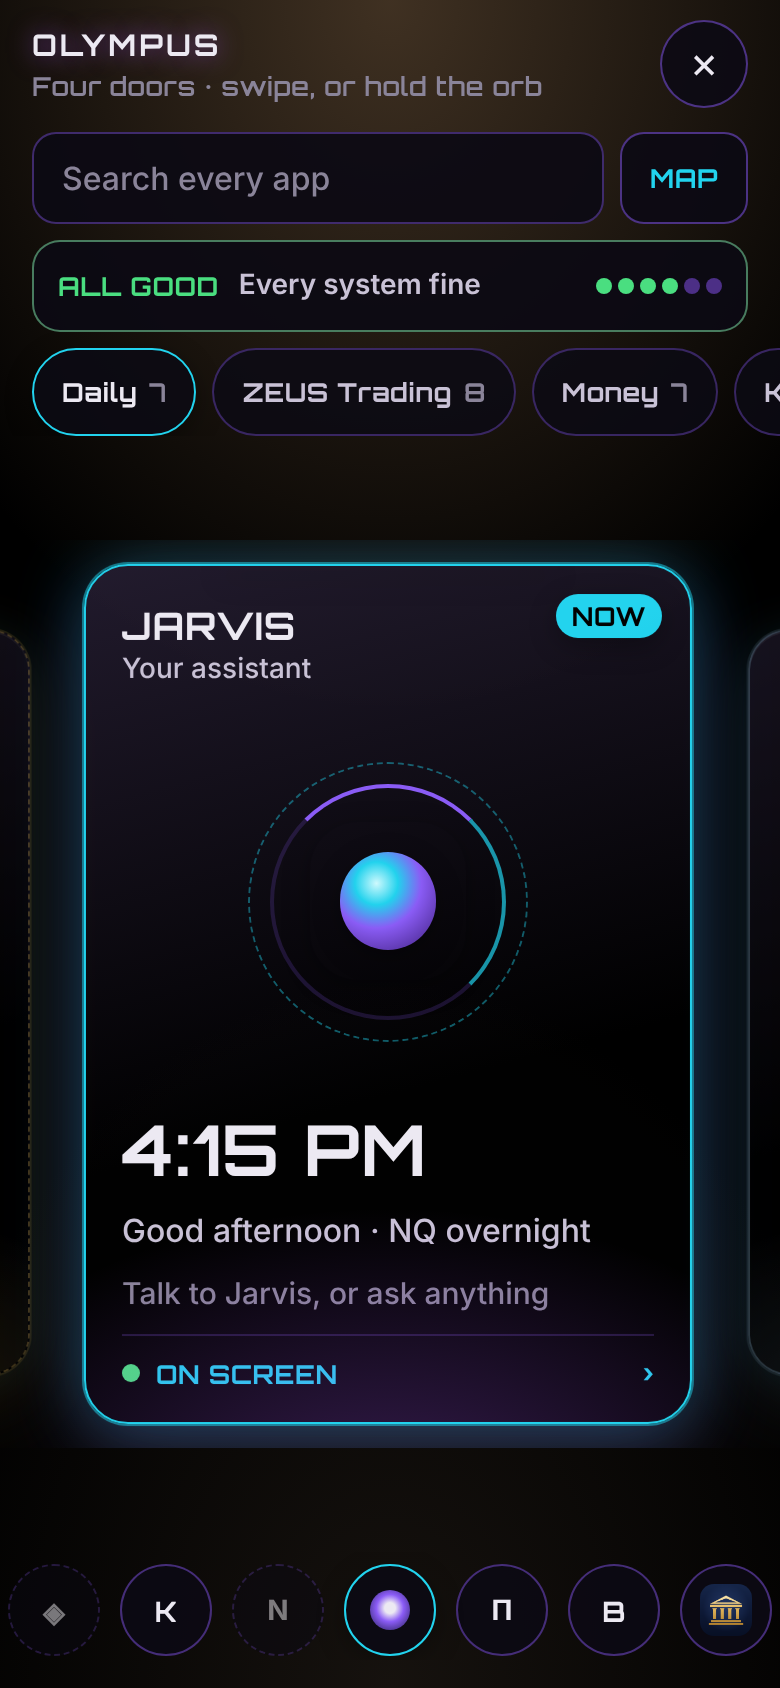 OLYMPUS
Four doors · swipe, or hold the orb
×
Search every app
MAP
ALL GOOD Every system fine
Daily 7 ZEUS Trading 8 Money 7 K
JARVIS
NOW
Your assistant
4:15 PM
Good afternoon · NQ overnight
Talk to Jarvis, or ask anything
ON SCREEN ›
K N Π B